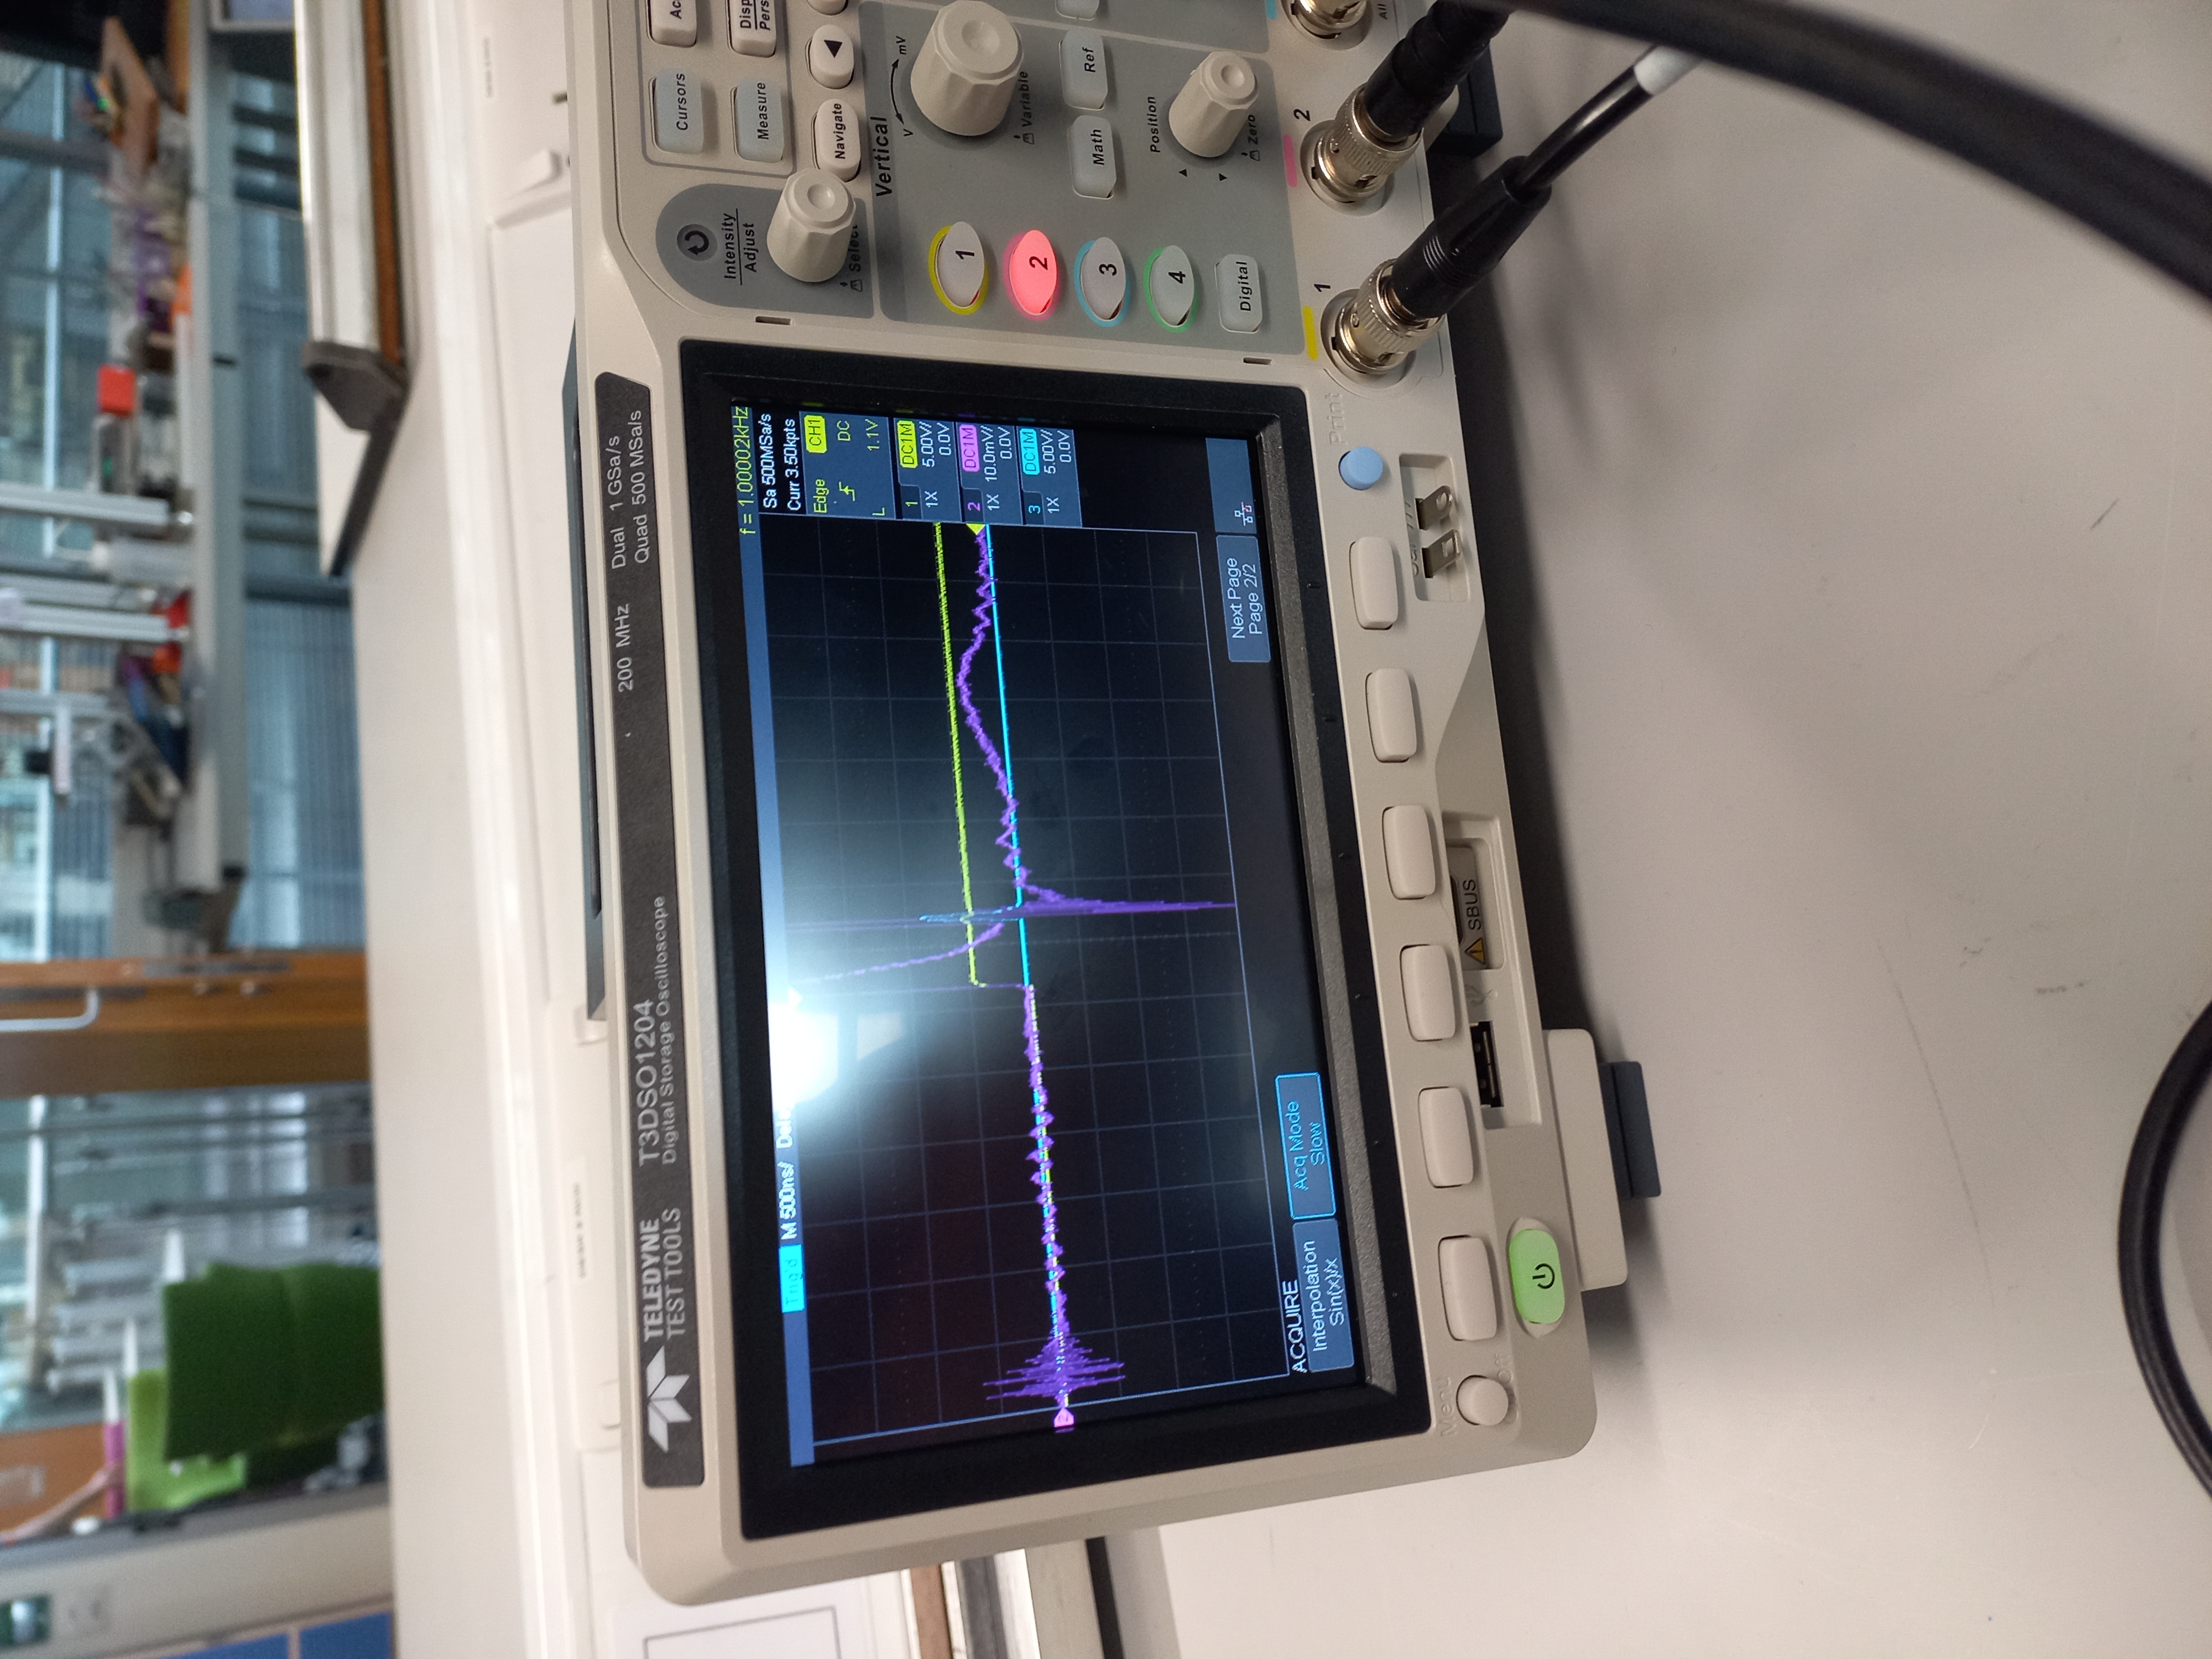 TELEDYNE
TEST TOOLS
T3DSO1204
Digital Storage Oscilloscope
200 MHz
Dual 1 GSa/s
Quad 500 MSa/s
Trig'd M 500ns/
f = 1.00002kHz
Sa 500MSa/s
Curr 3.50kpts
Edge CH1
DC
L 1.1V
1 DC1M
1X 5.00V/
0.0V
2 DC1M
1X 10.0mV/
0.0V
3 DC1M
1X 5.00V/
0.0V
Next Page
Page 2/2
ACQUIRE
Interpolation
Sin(x)/x
Acq Mode
Slow
Intensity
Adjust
Select
Cursors
Measure
Navigate
Vertical
V mV
Variable
1
2
3
4
Math
Ref
Position
Zero
Digital
Print
Menu
Off
SBUS
1
2
All